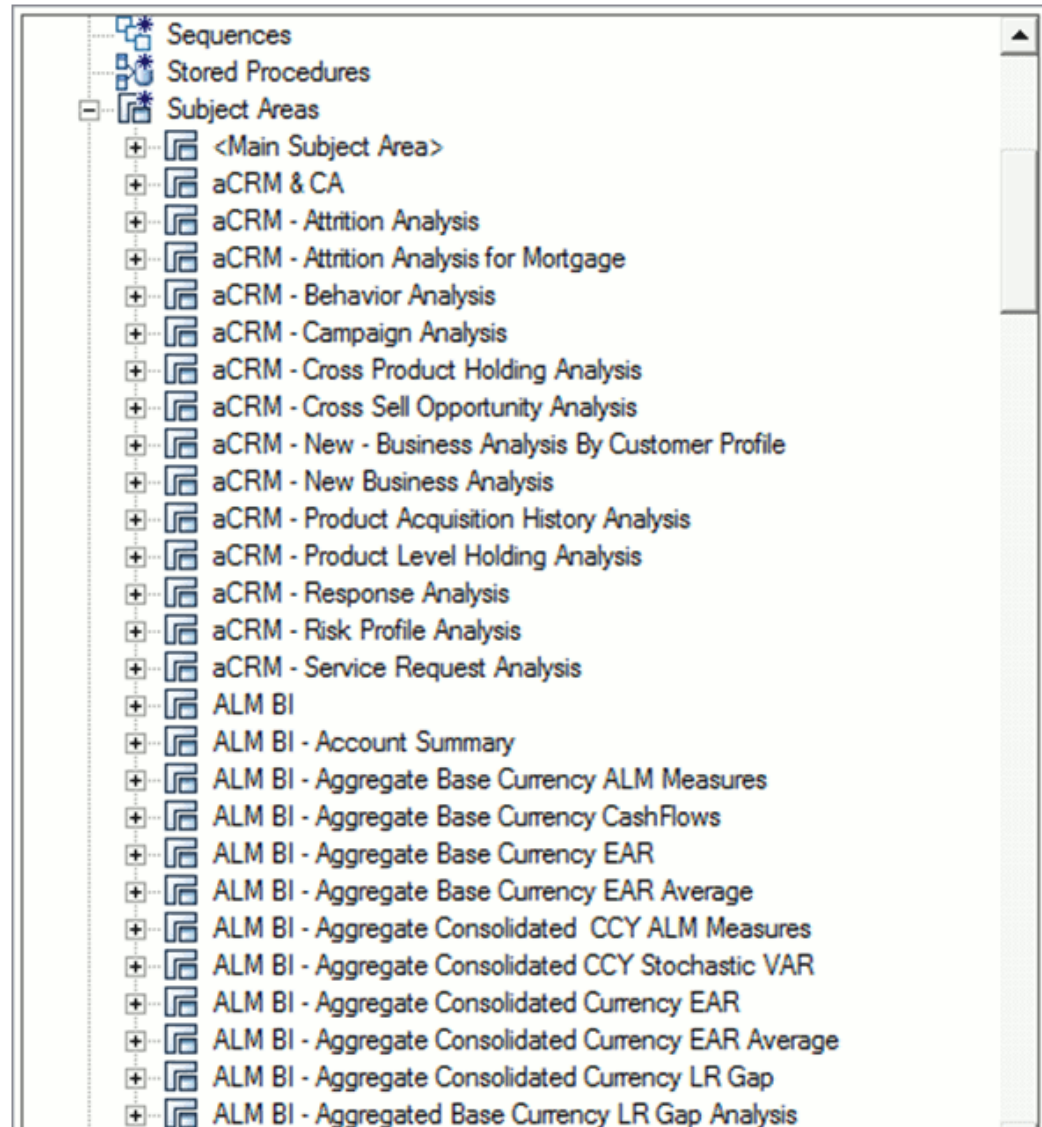 Sequences
Stored Procedures
Subject Areas
<Main Subject Area>
aCRM & CA
aCRM - Attrition Analysis
aCRM - Attrition Analysis for Mortgage
aCRM - Behavior Analysis
aCRM - Campaign Analysis
aCRM - Cross Product Holding Analysis
aCRM - Cross Sell Opportunity Analysis
aCRM - New - Business Analysis By Customer Profile
aCRM - New Business Analysis
aCRM - Product Acquisition History Analysis
aCRM - Product Level Holding Analysis
aCRM - Response Analysis
aCRM - Risk Profile Analysis
aCRM - Service Request Analysis
ALM BI
ALM BI - Account Summary
ALM BI - Aggregate Base Currency ALM Measures
ALM BI - Aggregate Base Currency CashFlows
ALM BI - Aggregate Base Currency EAR
ALM BI - Aggregate Base Currency EAR Average
ALM BI - Aggregate Consolidated  CCY ALM Measures
ALM BI - Aggregate Consolidated CCY Stochastic VAR
ALM BI - Aggregate Consolidated Currency EAR
ALM BI - Aggregate Consolidated Currency EAR Average
ALM BI - Aggregate Consolidated Currency LR Gap
ALM BI - Aggregated Base Currency LR Gap Analysis